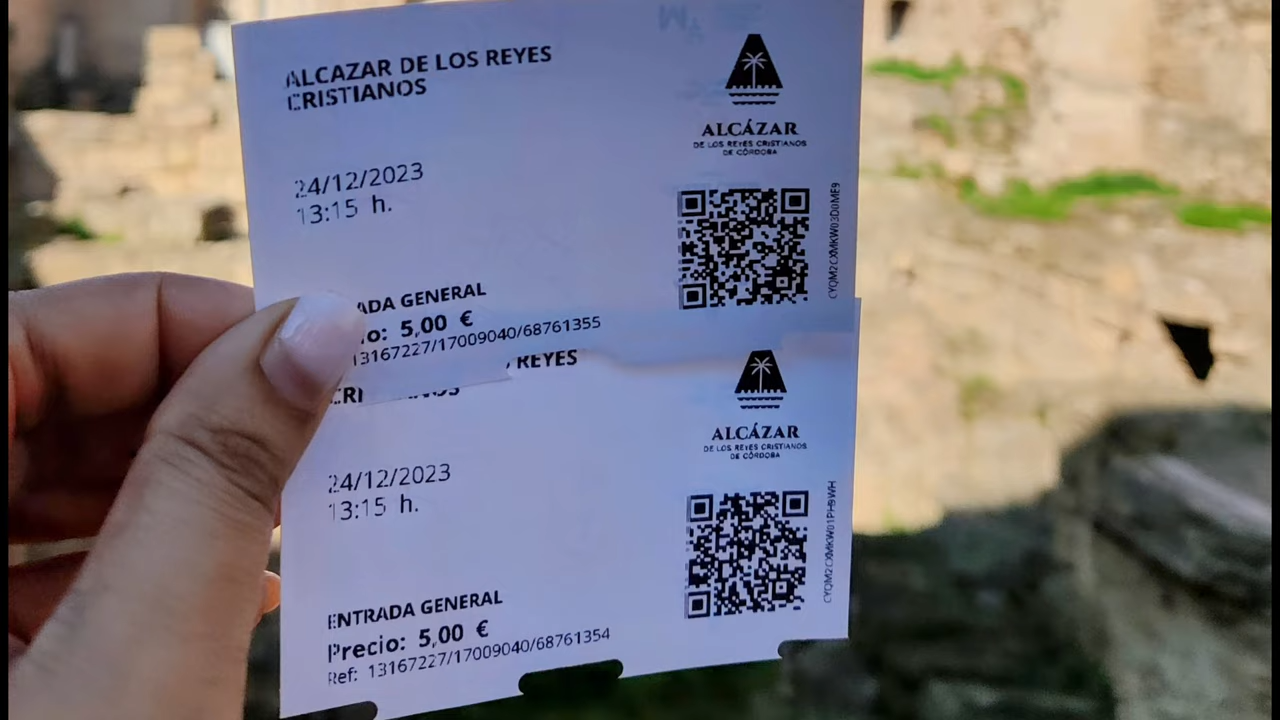 ALCAZAR DE LOS REYES
CRISTIANOS
24/12/2023
13:15 h.
ADA GENERAL
io: 5,00 €
13167227/17009040/68761355
ALCÁZAR
DE LOS REYES CRISTIANOS
DE CÓRDOBA
REYES
24/12/2023
13:15 h.
ENTRADA GENERAL
Precio: 5,00 €
Ref: 13167227/17009040/68761354
ALCÁZAR
DE LOS REYES CRISTIANOS
DE CÓRDOBA